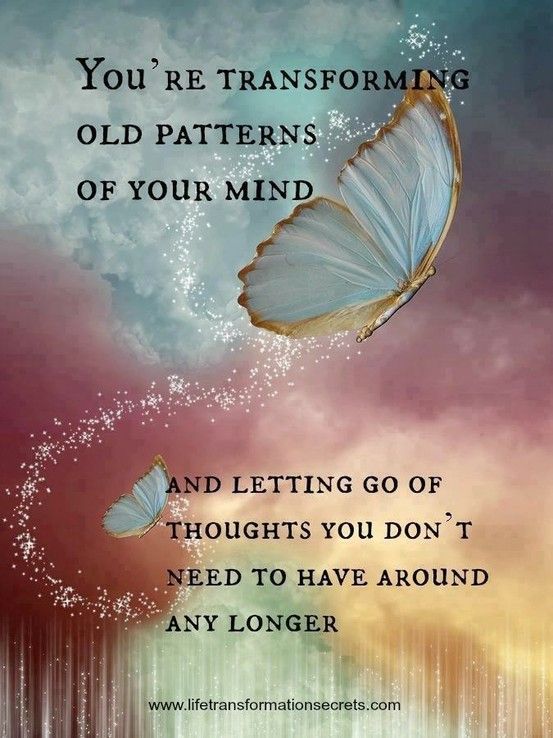 You're transforming
old patterns
of your mind
and letting go of
thoughts you don't
need to have around
any longer
www.lifetransformationsecrets.com